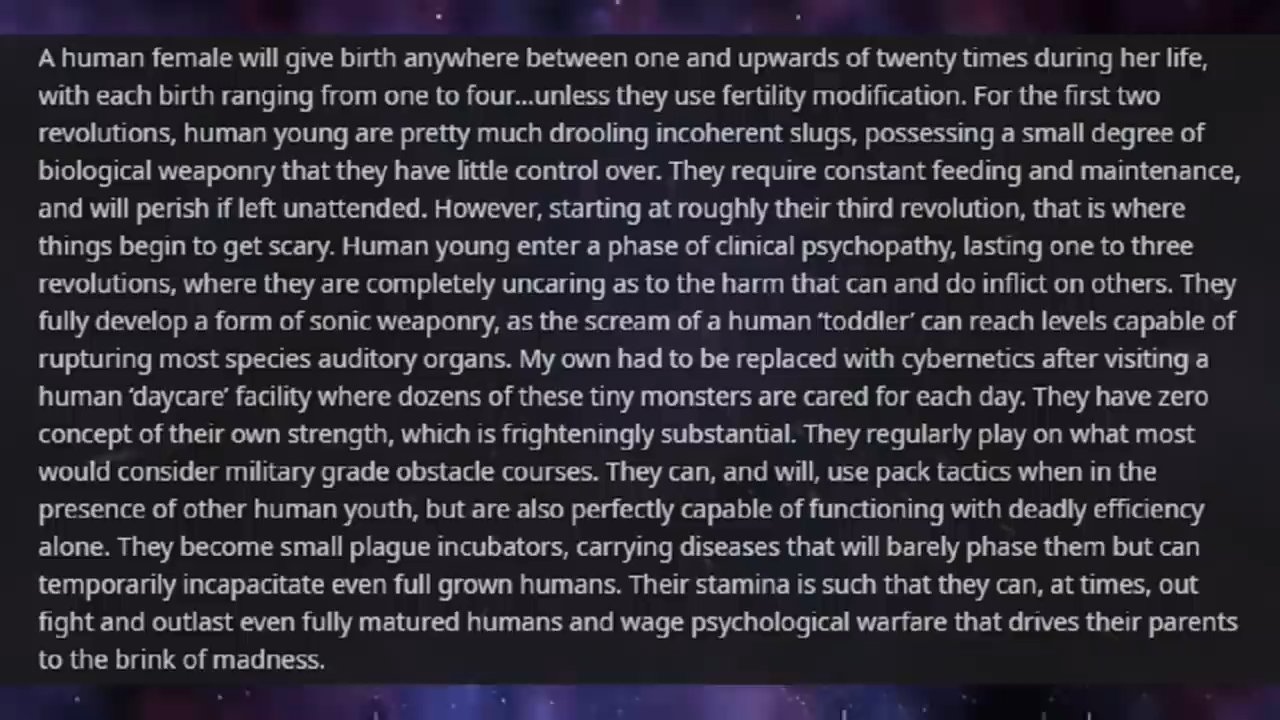 A human female will give birth anywhere between one and upwards of twenty times during her life,
with each birth ranging from one to four...unless they use fertility modification. For the first two
revolutions, human young are pretty much drooling incoherent slugs, possessing a small degree of
biological weaponry that they have little control over. They require constant feeding and maintenance,
and will perish if left unattended. However, starting at roughly their third revolution, that is where
things begin to get scary. Human young enter a phase of clinical psychopathy, lasting one to three
revolutions, where they are completely uncaring as to the harm that can and do inflict on others. They
fully develop a form of sonic weaponry, as the scream of a human ‘toddler’ can reach levels capable of
rupturing most species auditory organs. My own had to be replaced with cybernetics after visiting a
human ‘daycare’ facility where dozens of these tiny monsters are cared for each day. They have zero
concept of their own strength, which is frighteningly substantial. They regularly play on what most
would consider military grade obstacle courses. They can, and will, use pack tactics when in the
presence of other human youth, but are also perfectly capable of functioning with deadly efficiency
alone. They become small plague incubators, carrying diseases that will barely phase them but can
temporarily incapacitate even full grown humans. Their stamina is such that they can, at times, out
fight and outlast even fully matured humans and wage psychological warfare that drives their parents
to the brink of madness.